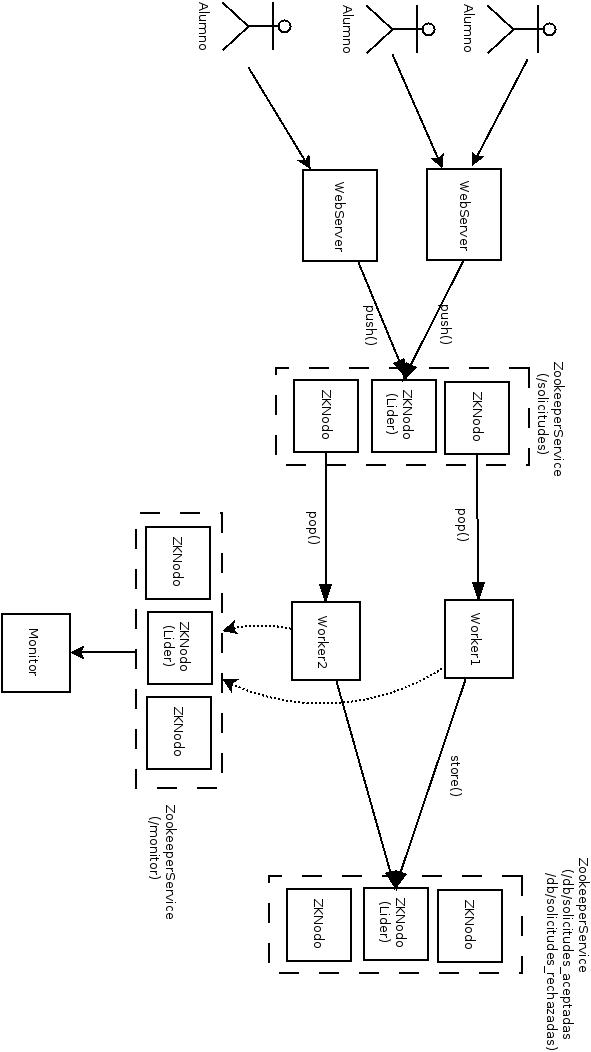 Alumno
Alumno
Alumno
WebServer
WebServer
push()
push()
ZookeeperService
(/solicitudes)
ZKNodo
ZKNodo
(Lider)
ZKNodo
pop()
pop()
Worker1
Worker2
store()
ZookeeperService
(/db/solicitudes_aceptadas
/db/solicitudes_rechazadas)
ZKNodo
ZKNodo
(Lider)
ZKNodo
ZKNodo
ZKNodo
(Lider)
ZKNodo
ZookeeperService
(/monitor)
Monitor